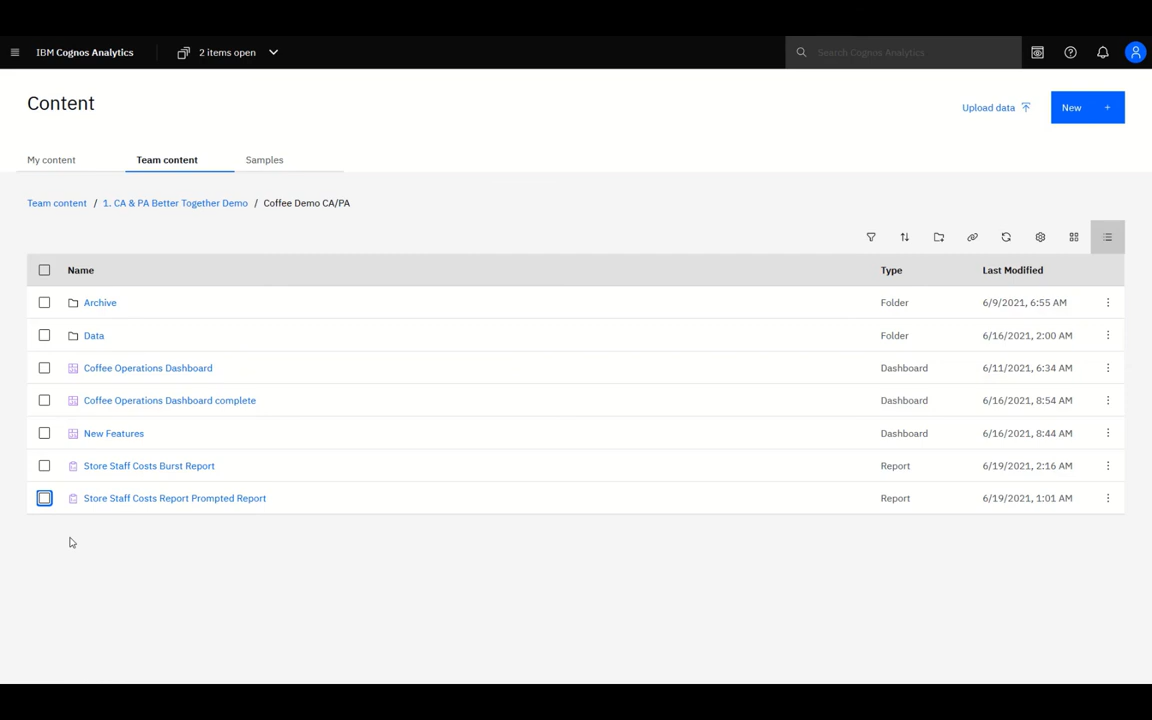 IBM Cognos Analytics
2 items open
Search Cognos Analytics
Content
Upload data
New +
My content
Team content
Samples
Team content / 1. CA & PA Better Together Demo / Coffee Demo CA/PA
Name Type Last Modified
Archive Folder 6/9/2021, 6:55 AM
Data Folder 6/16/2021, 2:00 AM
Coffee Operations Dashboard Dashboard 6/11/2021, 6:34 AM
Coffee Operations Dashboard complete Dashboard 6/16/2021, 8:54 AM
New Features Dashboard 6/16/2021, 8:44 AM
Store Staff Costs Burst Report Report 6/19/2021, 2:16 AM
Store Staff Costs Report Prompted Report Report 6/19/2021, 1:01 AM